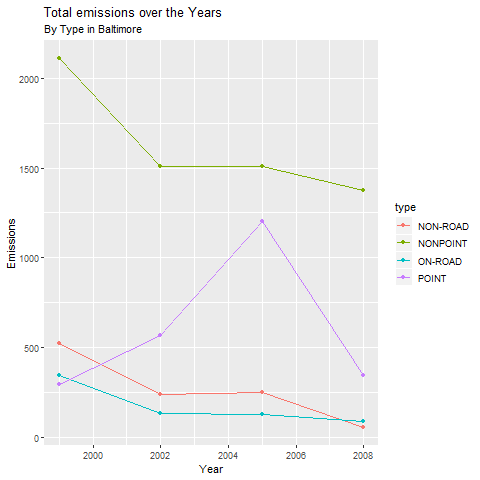 Total emissions over the Years
By Type in Baltimore
2000
1500
1000
500
0
Emissions
2000
2002
2004
2006
2008
Year
type
NON-ROAD
NONPOINT
ON-ROAD
POINT